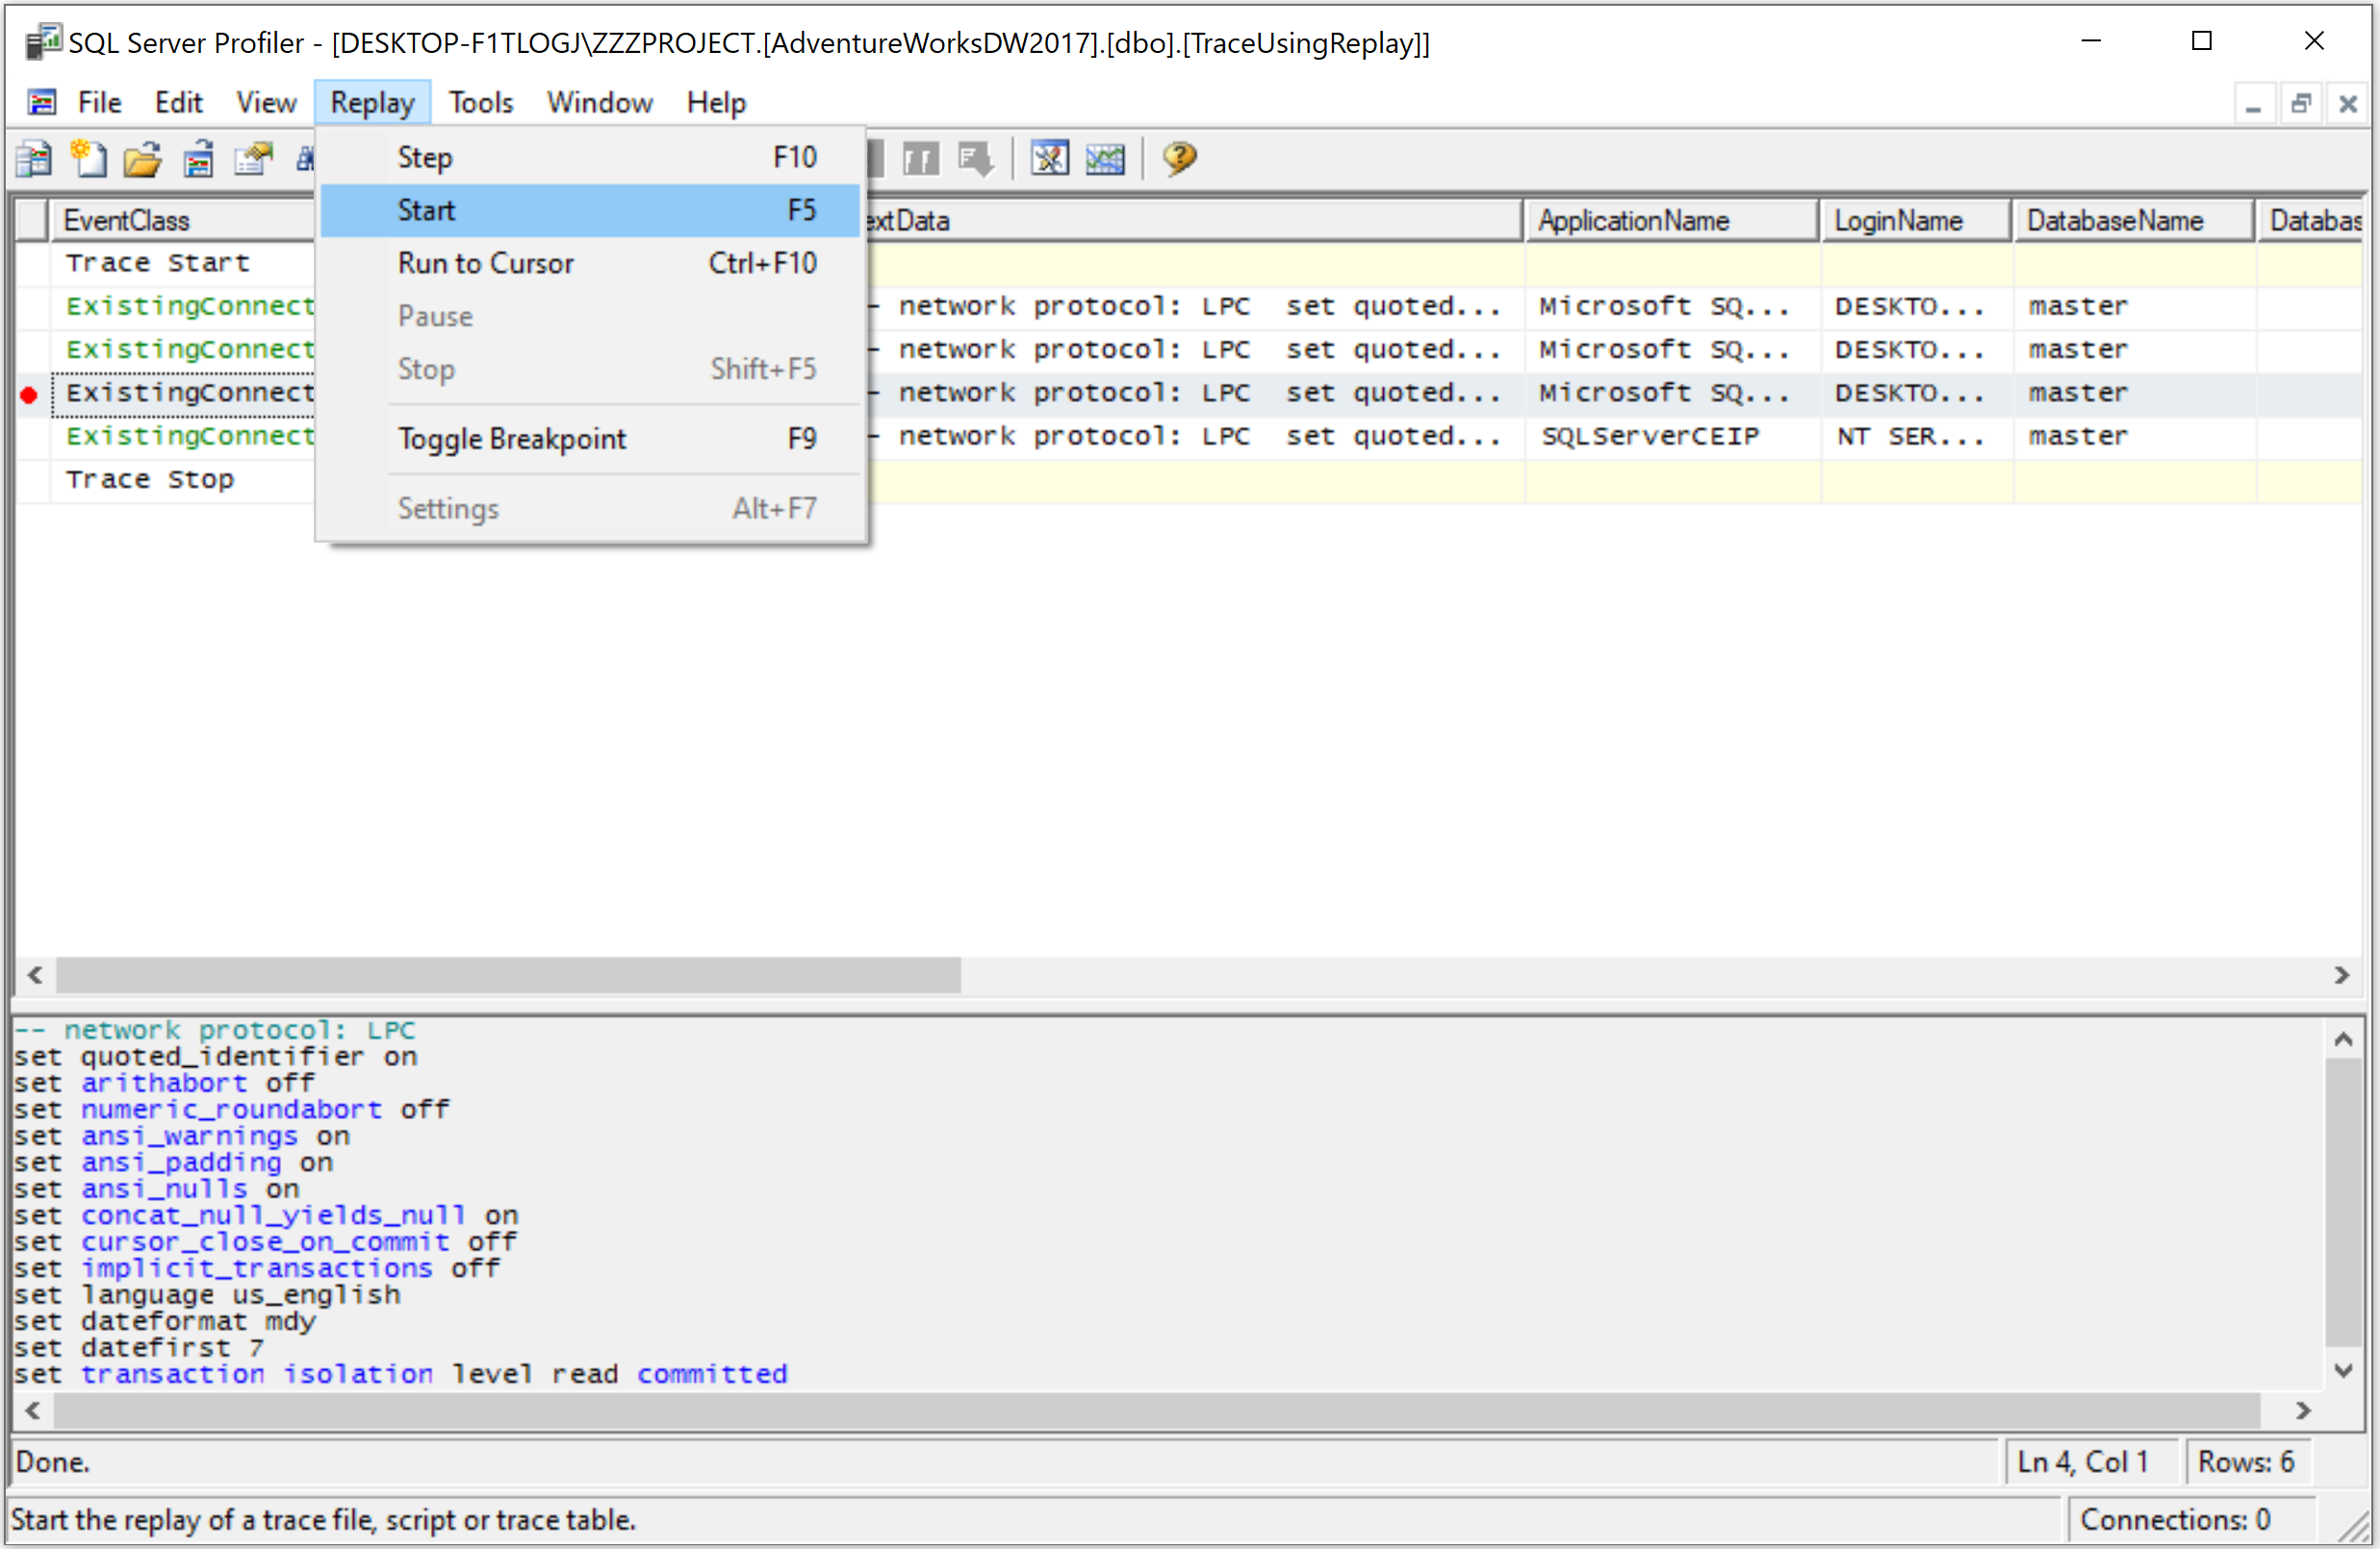 SQL Server Profiler - [DESKTOP-F1TLOGJ\ZZZPROJECT.[AdventureWorksDW2017].[dbo].[TraceUsingReplay]]
File Edit View Replay Tools Window Help
Step F10
Start F5
Run to Cursor Ctrl+F10
Pause
Stop Shift+F5
Toggle Breakpoint F9
Settings Alt+F7
EventClass extData ApplicationName LoginName DatabaseName Databas
Trace Start
ExistingConnect - network protocol: LPC set quoted... Microsoft SQ... DESKTO... master
ExistingConnect - network protocol: LPC set quoted... Microsoft SQ... DESKTO... master
ExistingConnect - network protocol: LPC set quoted... Microsoft SQ... DESKTO... master
ExistingConnect - network protocol: LPC set quoted... SQLServerCEIP NT SER... master
Trace Stop
-- network protocol: LPC
set quoted_identifier on
set arithabort off
set numeric_roundabort off
set ansi_warnings on
set ansi_padding on
set ansi_nulls on
set concat_null_yields_null on
set cursor_close_on_commit off
set implicit_transactions off
set language us_english
set dateformat mdy
set datefirst 7
set transaction isolation level read committed
Done. Ln 4, Col 1 Rows: 6
Start the replay of a trace file, script or trace table. Connections: 0